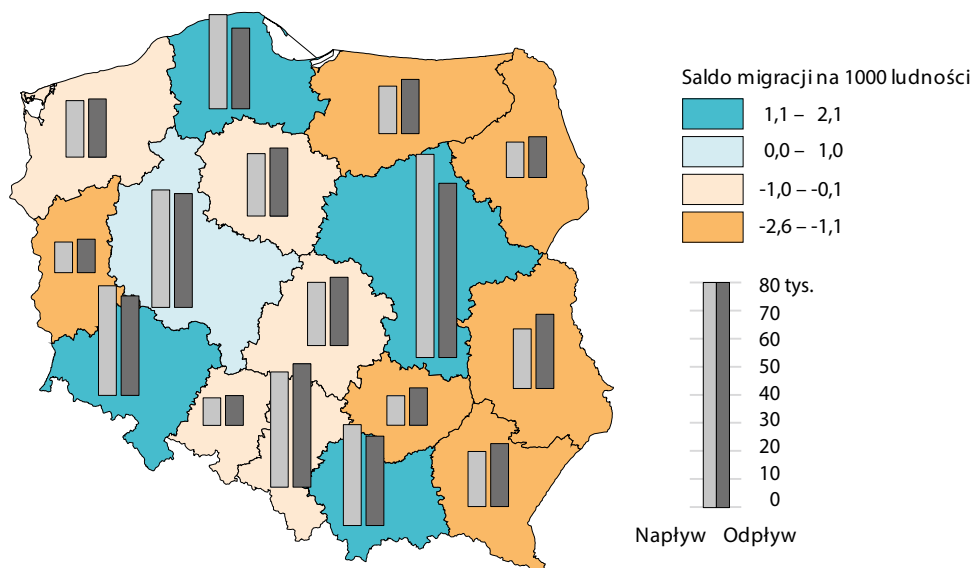 Saldo migracji na 1000 ludności
1,1 – 2,1
0,0 – 1,0
-1,0 – -0,1
-2,6 – -1,1
80 tys.
70
60
50
40
30
20
10
0
Napływ Odpływ